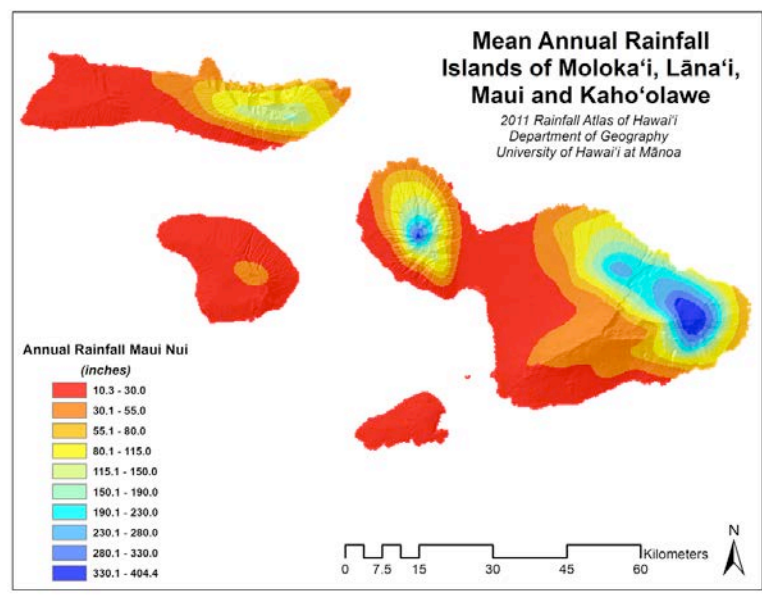 Mean Annual Rainfall
Islands of Moloka‘i, Lāna‘i,
Maui and Kaho‘olawe
2011 Rainfall Atlas of Hawai‘i
Department of Geography
University of Hawai‘i at Mānoa
Annual Rainfall Maui Nui
(inches)
10.3 - 30.0
30.1 - 55.0
55.1 - 80.0
80.1 - 115.0
115.1 - 150.0
150.1 - 190.0
190.1 - 230.0
230.1 - 280.0
280.1 - 330.0
330.1 - 404.4
N
Kilometers
0 7.5 15 30 45 60